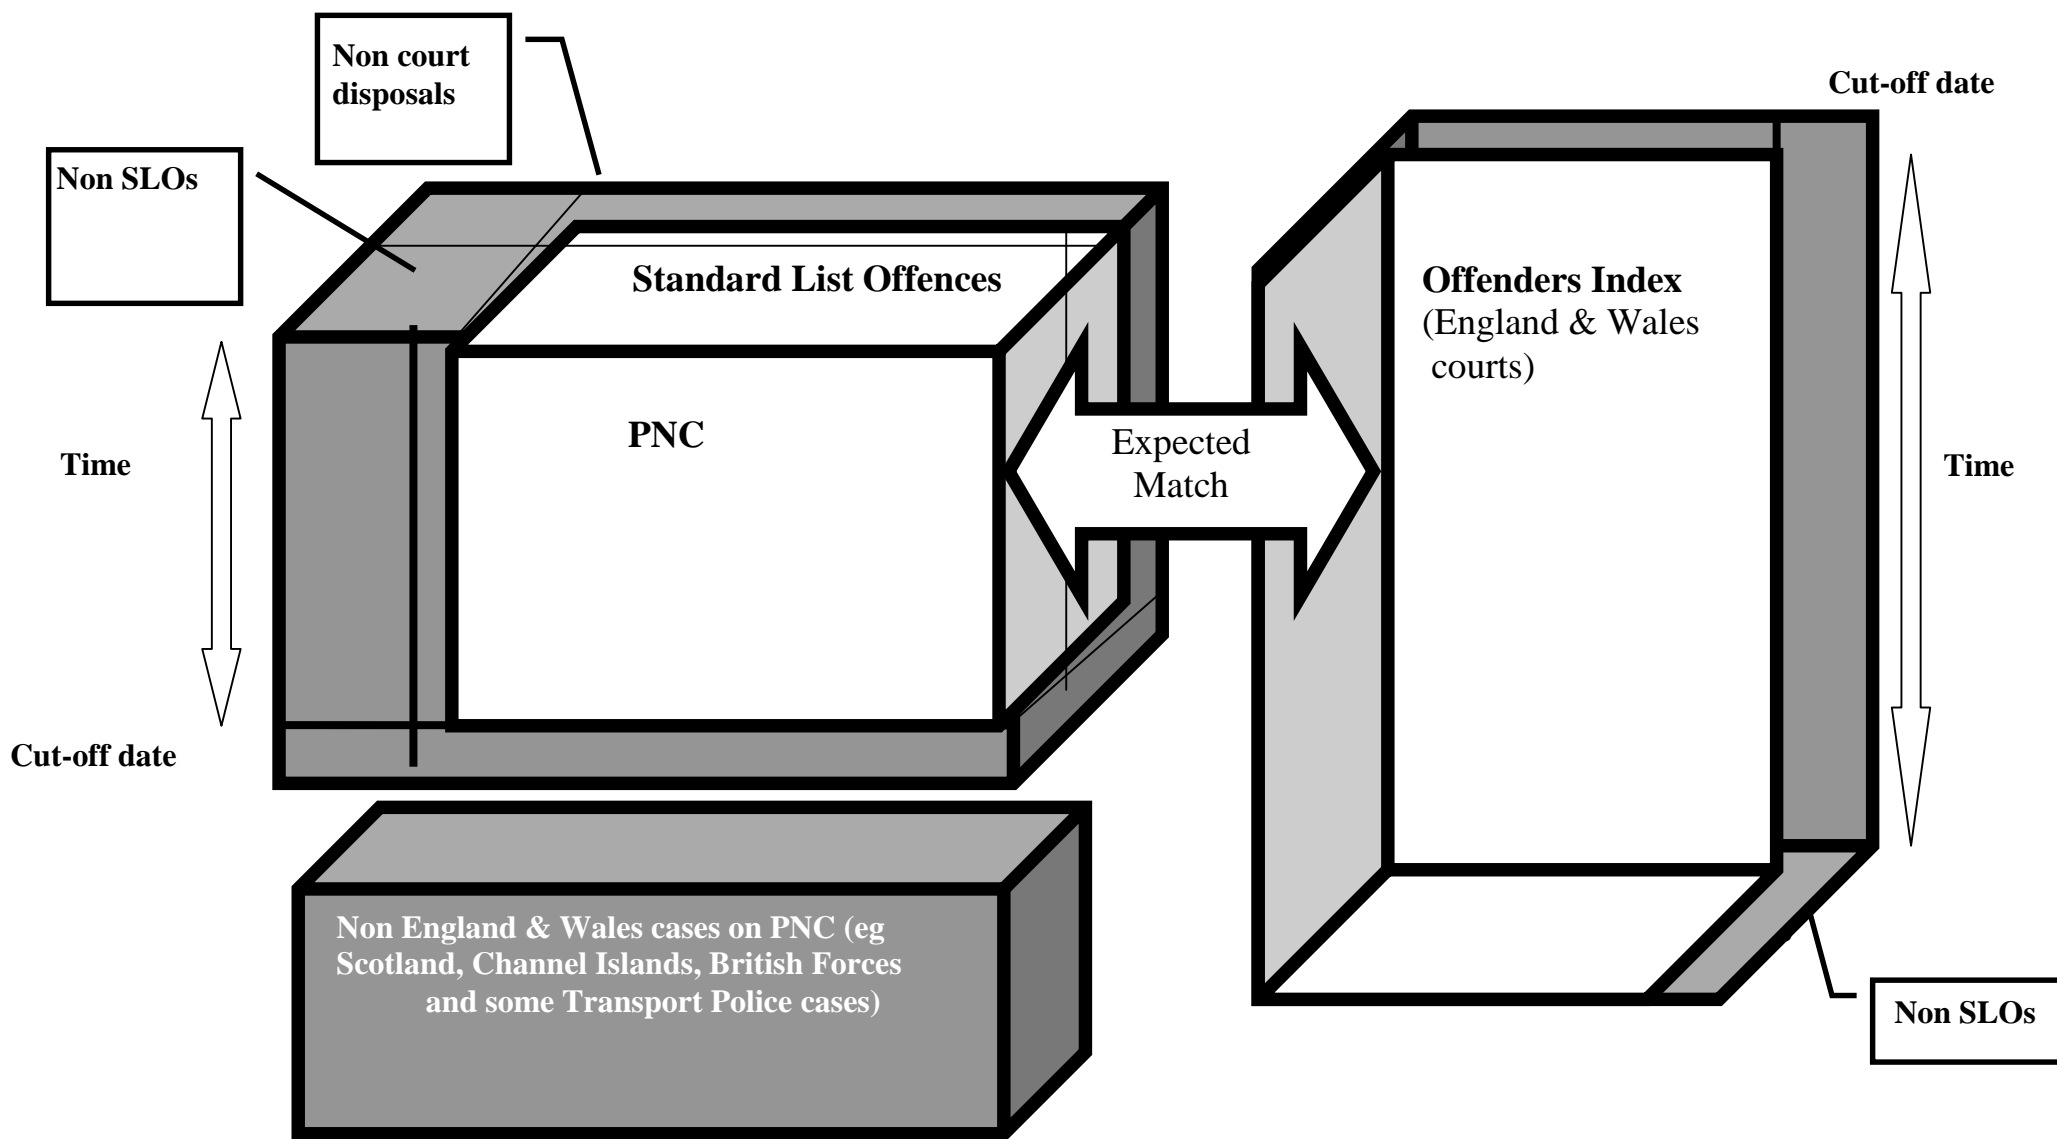 Non court
disposals
Cut-off date
Non SLOs
Standard List Offences
Offenders Index
(England & Wales
courts)
PNC
Expected
Match
Time
Time
Cut-off date
Non England & Wales cases on PNC (eg
Scotland, Channel Islands, British Forces
and some Transport Police cases)
Non SLOs